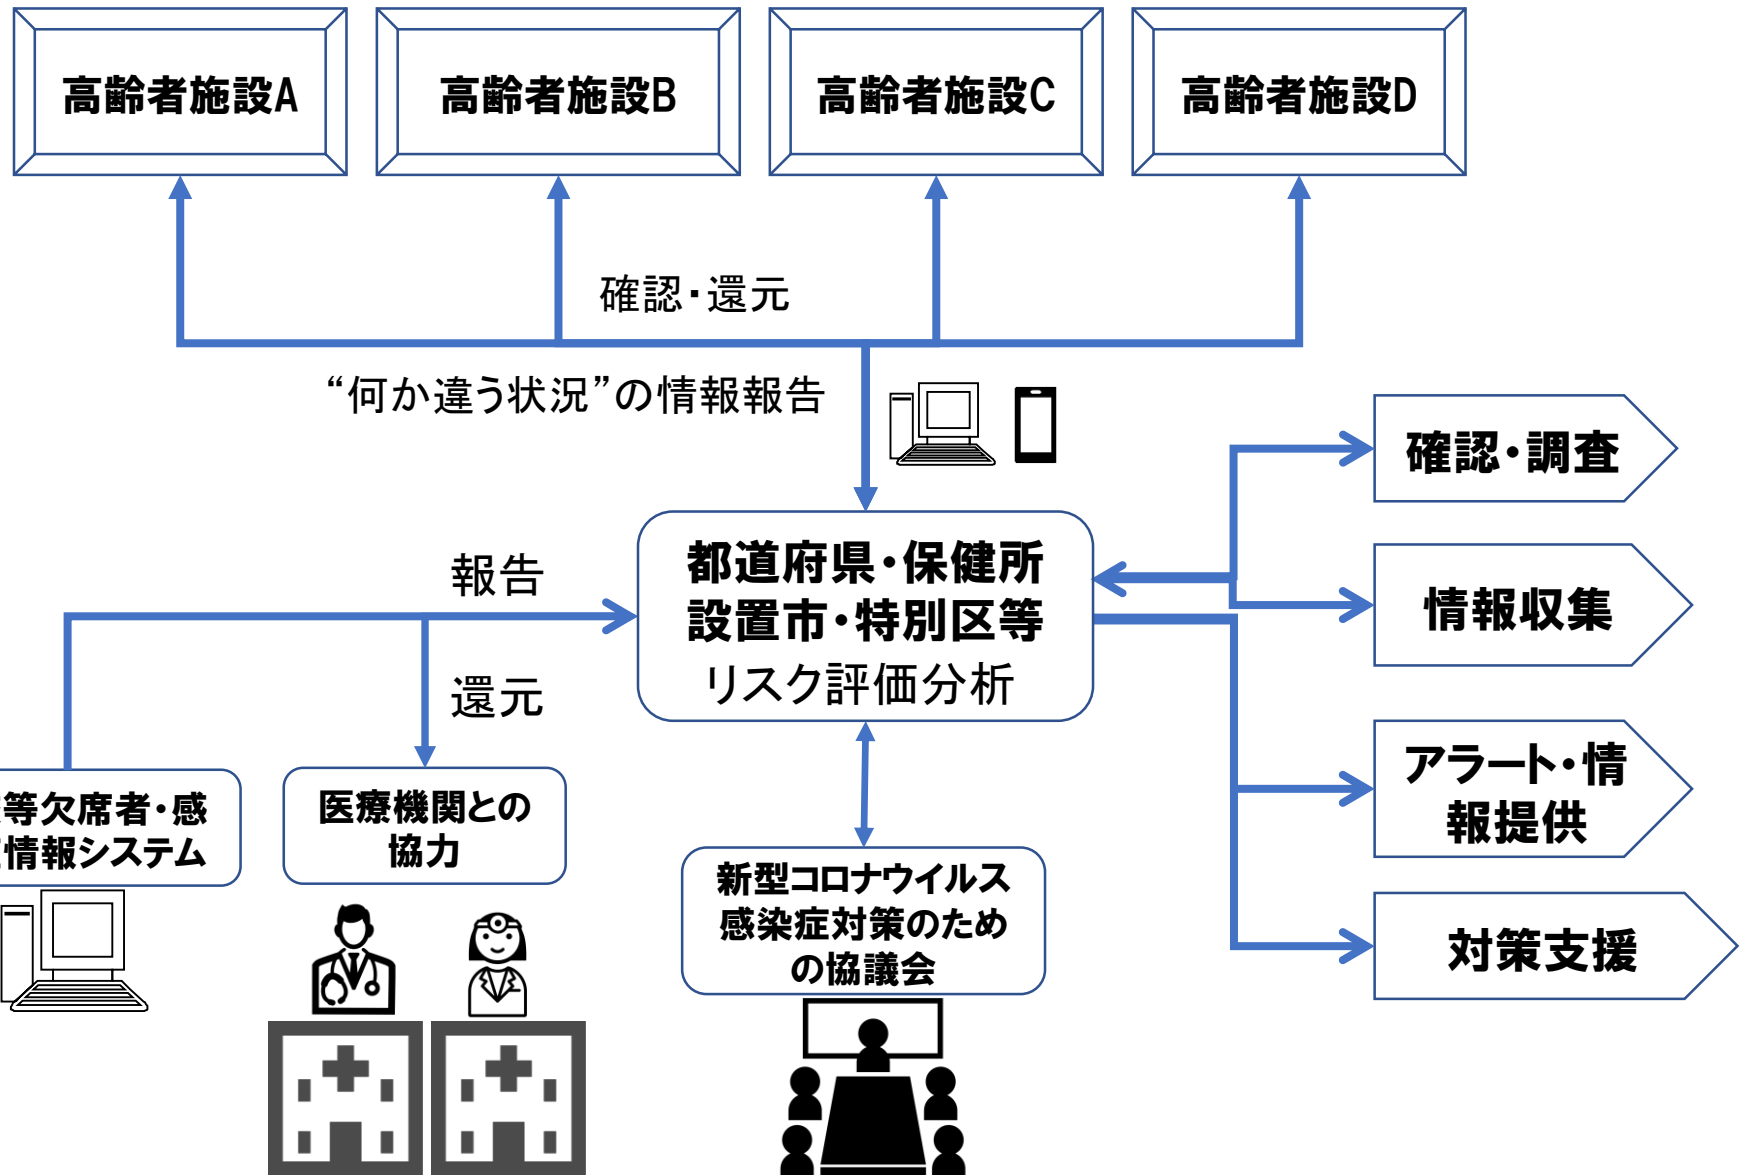 高齢者施設A
高齢者施設B
高齢者施設C
高齢者施設D
確認・還元
“何か違う状況”の情報報告
確認・調査
情報収集
報告
都道府県・保健所
設置市・特別区等
リスク評価分析
還元
アラート・情
報提供
等欠席者・感
情報システム
医療機関との
協力
新型コロナウイルス
感染症対策のため
の協議会
対策支援